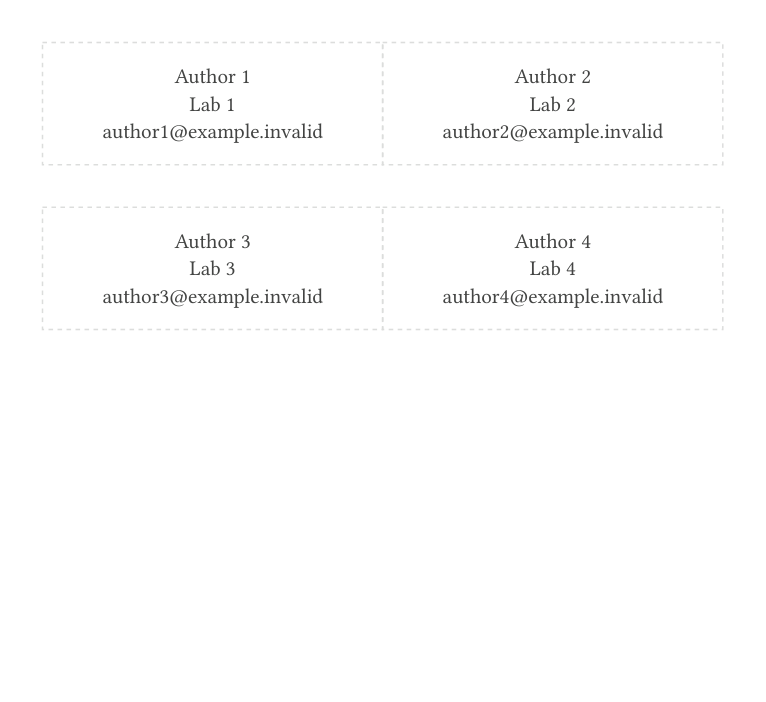 Author 1
Lab 1
author1@example.invalid
Author 2
Lab 2
author2@example.invalid
Author 3
Lab 3
author3@example.invalid
Author 4
Lab 4
author4@example.invalid